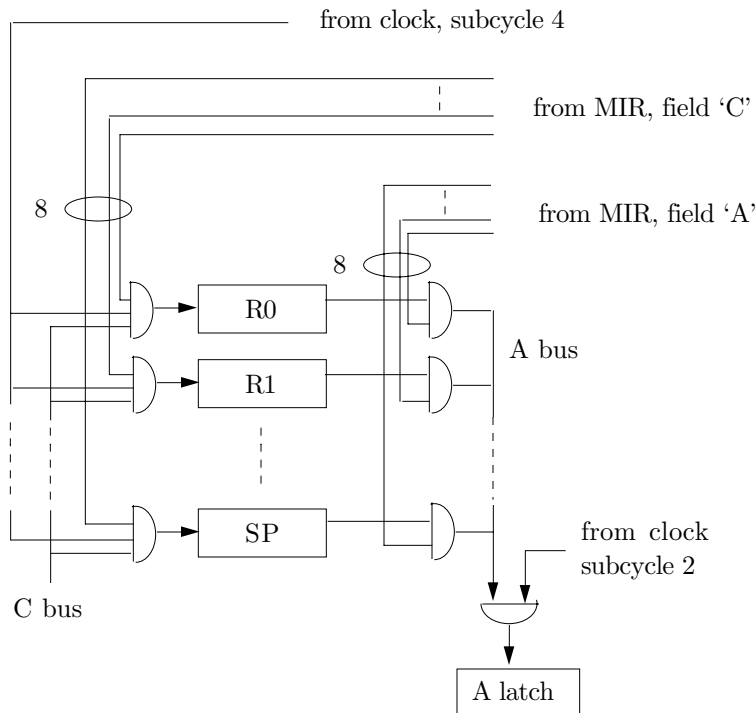 from clock, subcycle 4
from MIR, field ‘C’
8
from MIR, field ‘A’
8
R0
A bus
R1
SP
from clock
subcycle 2
C bus
A latch